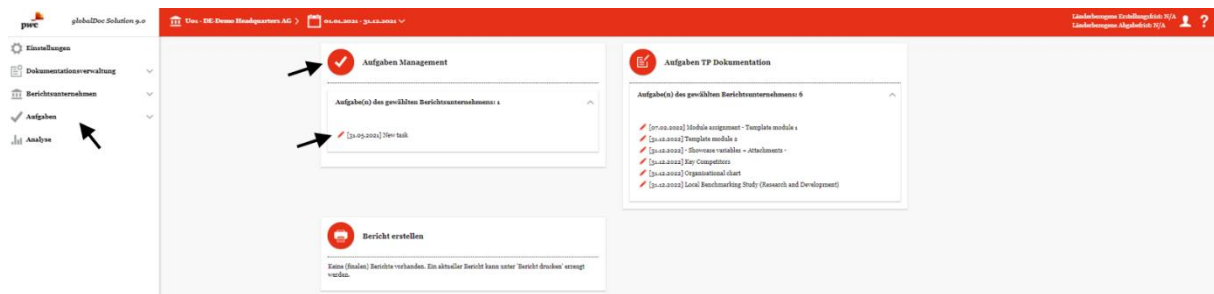 pwc
globalDoc Solution 9.0
U01 - DE-Demo Headquarters AG > 01.01.2021 - 31.12.2021
Länderbezogene Erstellungsfrist: N/A
Länderbezogene Abgabefrist: N/A
?
Einstellungen
Dokumentationsverwaltung
Berichtsunternehmen
Aufgaben
Analyse
Aufgaben Management
Aufgabe(n) des gewählten Berichtsunternehmens: 1
[31.05.2021] New task
Aufgaben TP Dokumentation
Aufgabe(n) des gewählten Berichtsunternehmens: 6
[07.02.2022] Module assignment - Template module 1
[31.12.2022] Template module 2
[31.12.2022] - Showcase variables + Attachments -
[31.12.2022] Key Competitors
[31.12.2022] Organisational chart
[31.12.2022] Local Benchmarking Study (Research and Development)
Bericht erstellen
Keine (finalen) Berichte vorhanden. Ein aktueller Bericht kann unter 'Bericht drucken' erzeugt
werden.